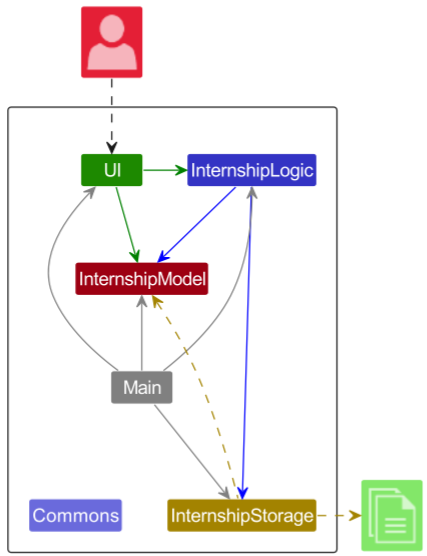 UI
InternshipLogic
InternshipModel
Main
Commons
InternshipStorage